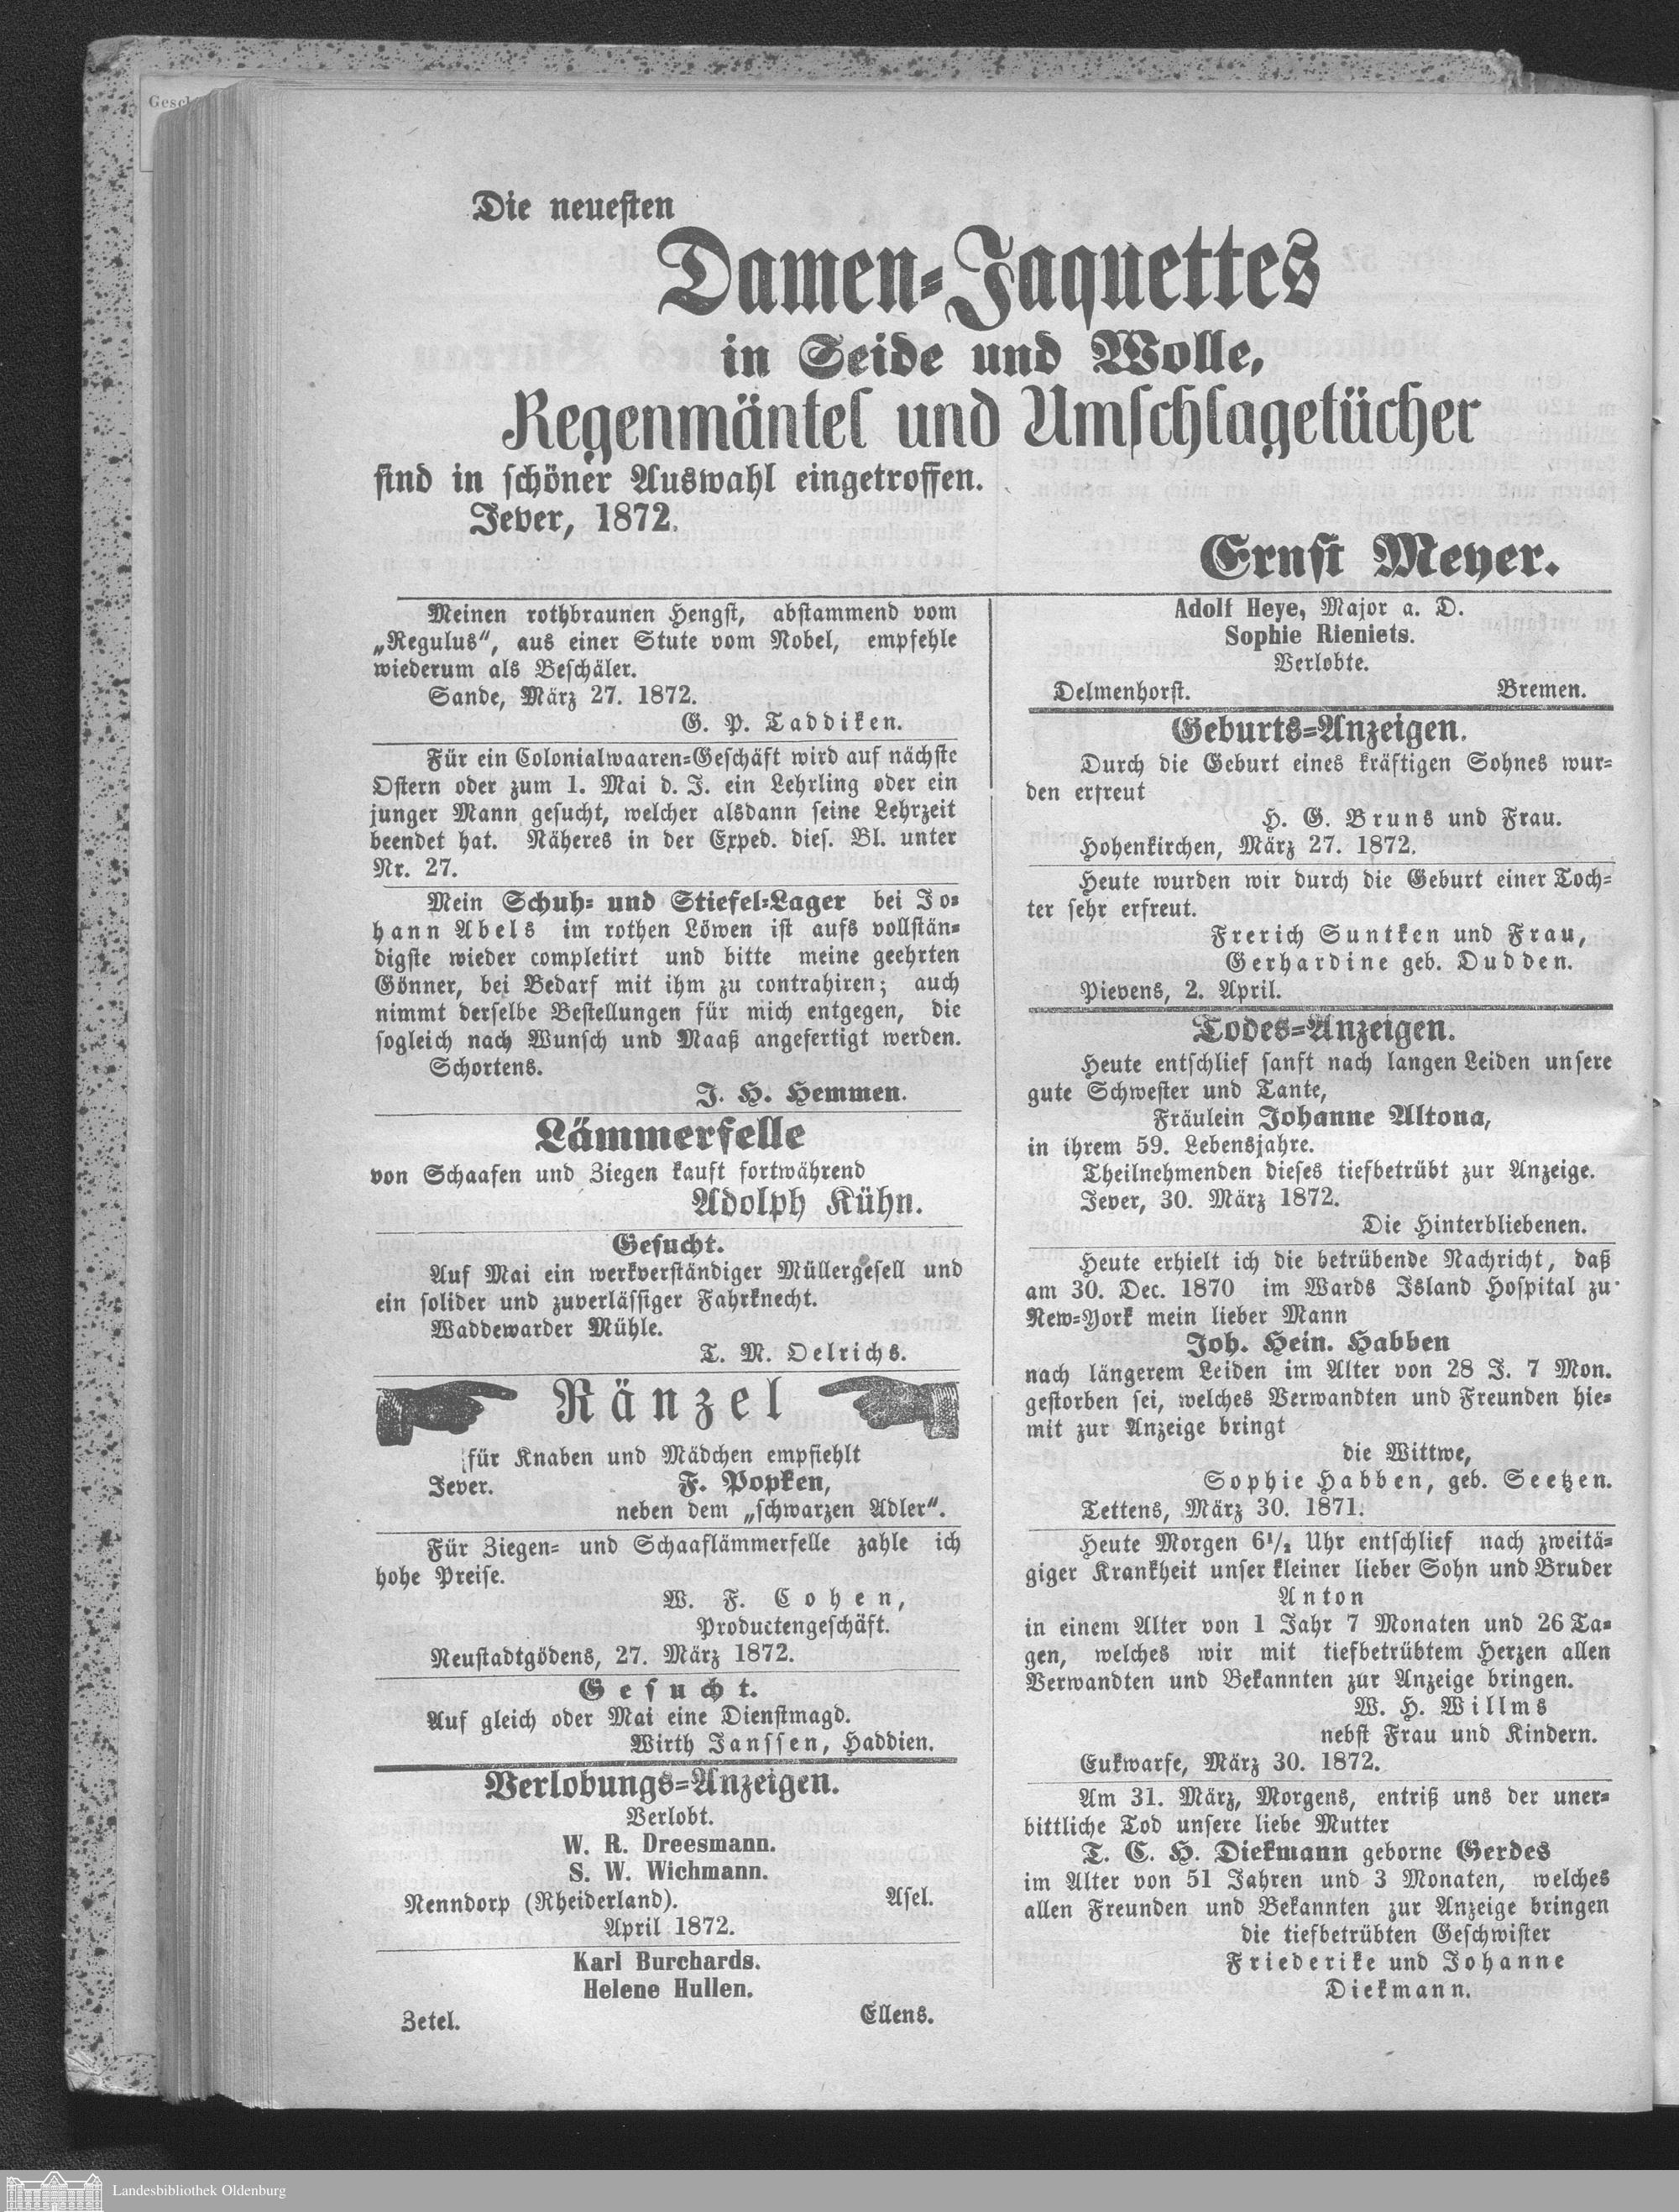 Die neuesten
Damen-Jaquettes
in Seide und Wolle,
Regenmäntel und Umschlagetücher
sind in schöner Auswahl eingetroffen.
Jever, 1872.
Ernst Meyer.
Meinen rothbraunen Hengst, abstammend vom
„Regulus“, aus einer Stute vom Nobel, empfehle
wiederum als Beschäler.
Sande, März 27. 1872.
G. P. Taddiken.
Für ein Colonialwaaren-Geschäft wird auf nächste
Ostern oder zum 1. Mai d. J. ein Lehrling oder ein
junger Mann gesucht, welcher alsdann seine Lehrzeit
beendet hat. Näheres in der Exped. dies. Bl. unter
Nr. 27.
Mein Schuh- und Stiefel-Lager bei Jo-
hann Abels im rothen Löwen ist aufs vollstän-
digste wieder completirt und bitte meine geehrten
Gönner, bei Bedarf mit ihm zu contrahiren; auch
nimmt derselbe Bestellungen für mich entgegen, die
sogleich nach Wunsch und Maaß angefertigt werden.
Schortens.
J. H. Hemmen.
Lämmerfelle
von Schaafen und Ziegen kauft fortwährend
Adolph Kühn.
Gesucht.
Auf Mai ein werkverständiger Müllergesell und
ein solider und zuverlässiger Fahrknecht.
Waddewarder Mühle.
T. M. Oelrichs.
Ränzel
für Knaben und Mädchen empfiehlt
Jever. F. Popken,
neben dem „schwarzen Adler“.
Für Ziegen- und Schaaflämmerfelle zahle ich
hohe Preise.
W. F. Cohen,
Productengeschäft.
Neustadtgödens, 27. März 1872.
Gesucht.
Auf gleich oder Mai eine Dienstmagd.
Wirth Janssen, Haddien.
Verlobungs-Anzeigen.
Verlobt.
W. R. Dreesmann.
S. W. Wichmann.
Nenndorp (Rheiderland). Asel.
April 1872.
Karl Burchards.
Helene Hullen.
Zetel. Ellens.
Adolf Heye, Major a. D.
Sophie Rieniets.
Verlobte.
Delmenhorst. Bremen.
Geburts-Anzeigen.
Durch die Geburt eines kräftigen Sohnes wur-
den erfreut
H. G. Bruns und Frau.
Hohenkirchen, März 27. 1872.
Heute wurden wir durch die Geburt einer Toch-
ter sehr erfreut.
Frerich Suntken und Frau,
Gerhardine geb. Dudden.
Pievens, 2. April.
Todes-Anzeigen.
Heute entschlief sanft nach langen Leiden unsere
gute Schwester und Tante,
Fräulein Johanne Altona,
in ihrem 59. Lebensjahre.
Theilnehmenden dieses tiefbetrübt zur Anzeige.
Jever, 30. März 1872.
Die Hinterbliebenen.
Heute erhielt ich die betrübende Nachricht, daß
am 30. Dec. 1870 im Wards Island Hospital zu
New-York mein lieber Mann
Joh. Hein. Habben
nach längerem Leiden im Alter von 28 J. 7 Mon.
gestorben sei, welches Verwandten und Freunden hie-
mit zur Anzeige bringt
die Wittwe,
Sophie Habben, geb. Seetzen.
Tettens, März 30. 1871.
Heute Morgen 6½ Uhr entschlief nach zweitä-
giger Krankheit unser kleiner lieber Sohn und Bruder
Anton
in einem Alter von 1 Jahr 7 Monaten und 26 Ta-
gen, welches wir mit tiefbetrübtem Herzen allen
Verwandten und Bekannten zur Anzeige bringen.
W. H. Willms
nebst Frau und Kindern.
Eukwarfe, März 30. 1872.
Am 31. März, Morgens, entriß uns der uner-
bittliche Tod unsere liebe Mutter
T. C. H. Diekmann geborne Gerdes
im Alter von 51 Jahren und 3 Monaten, welches
allen Freunden und Bekannten zur Anzeige bringen
die tiefbetrübten Geschwister
Friederike und Johanne
Diekmann.
Landesbibliothek Oldenburg